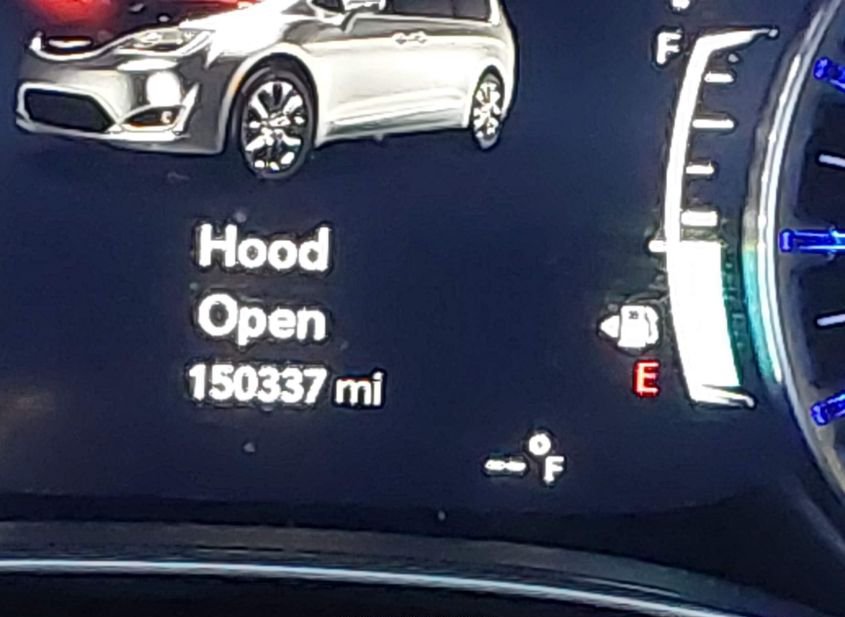 F
Hood
Open
150337 mi
E
-- °F